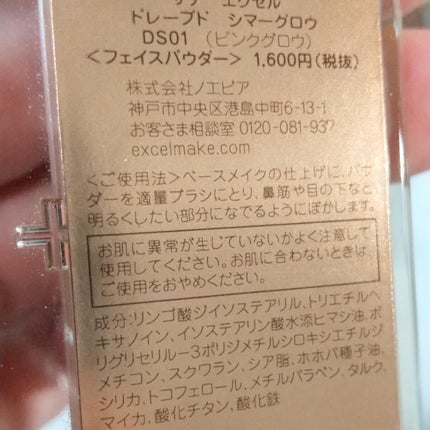 サナ エクセル
ドレープド シマーグロウ
DS01 (ピンクグロウ)
<フェイスパウダー> 1,600円(税抜)
株式会社ノエビア
神戸市中央区港島中町6-13-1
お客さま相談室 0120-081-937
excelmake.com
<ご使用法>ベースメイクの仕上げに、パウ
ダーを適量ブラシにとり、鼻筋や目の下など
明るくしたい部分になでるようにぼかします。
お肌に異常が生じていないかよく注意して
使用してください。お肌に合わないときは
ご使用をおやめください。
成分:リンゴ酸ジイソステアリル、トリエチルヘ
キサノイン、イソステアリン酸水添ヒマシ油、ポ
リグリセリル-3ポリジメチルシロキシエチルジ
メチコン、スクワラン、シア脂、ホホバ種子油、
シリカ、トコフェロール、メチルパラベン、タルク、
マイカ、酸化チタン、酸化鉄